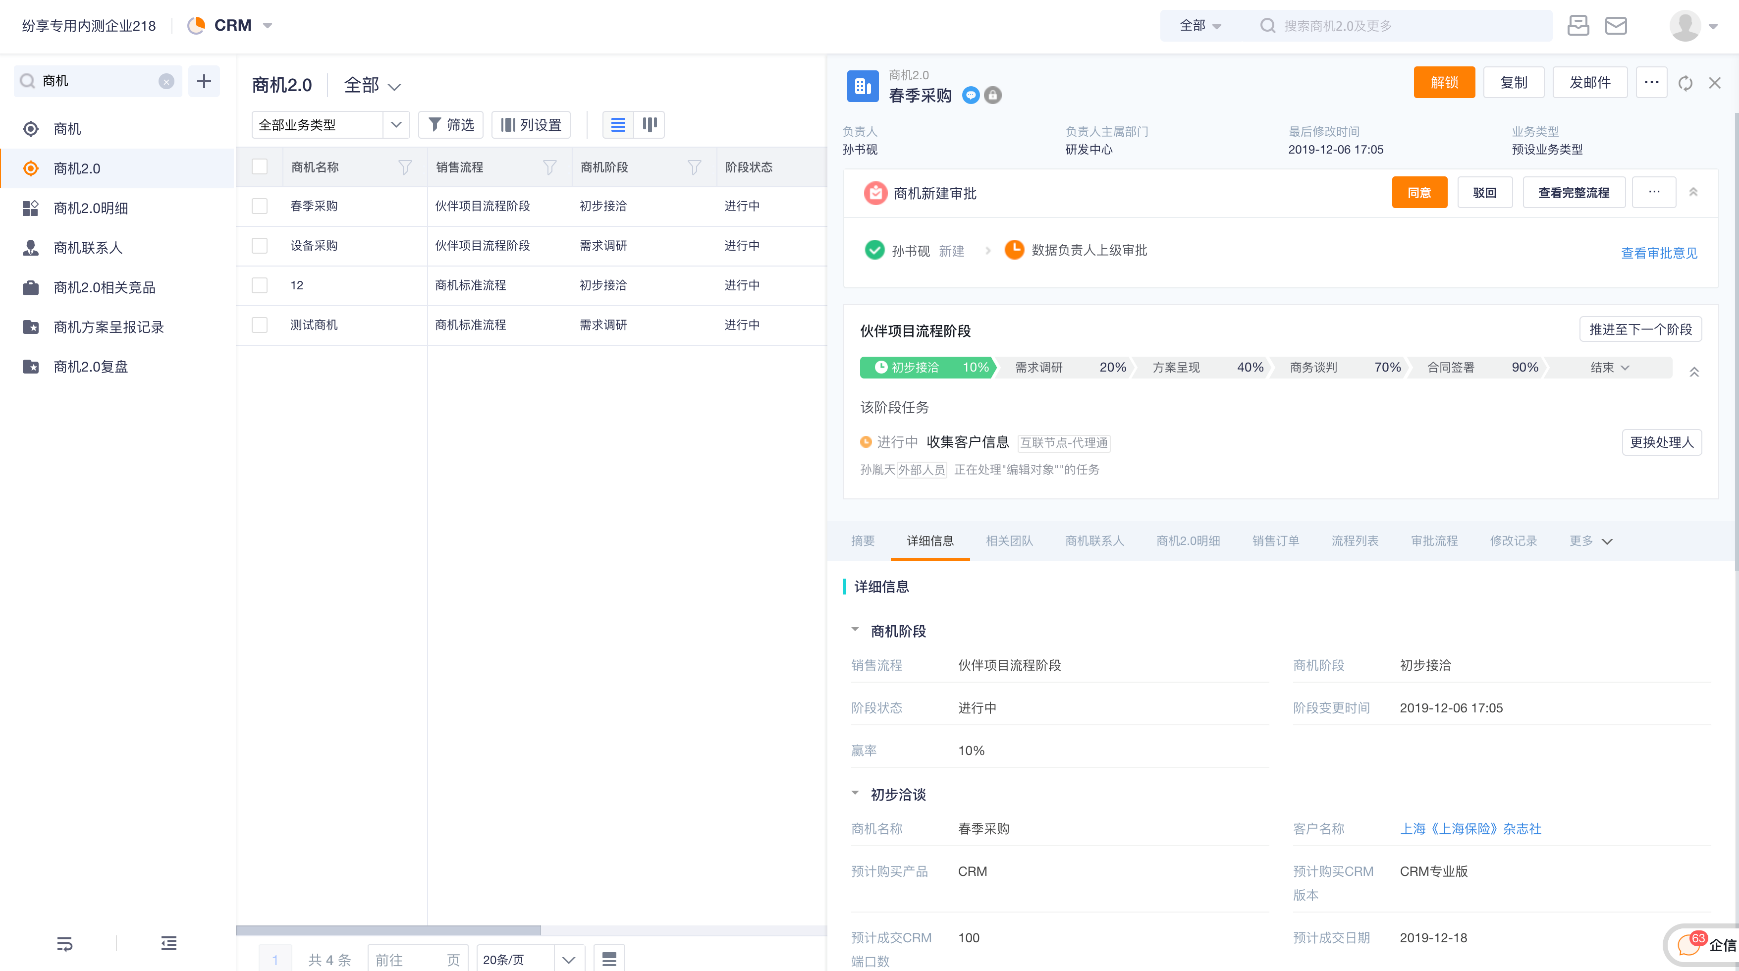 纷享专用内测企业218
CRM
全部
搜索商机2.0及更多
商机
商机
商机2.0
商机2.0明细
商机联系人
商机2.0相关竞品
商机方案呈报记录
商机2.0复盘
商机2.0
全部
全部业务类型
筛选
列设置
商机名称 销售流程 商机阶段 阶段状态
春季采购 伙伴项目流程阶段 初步接洽 进行中
设备采购 伙伴项目流程阶段 需求调研 进行中
12 商机标准流程 初步接洽 进行中
测试商机 商机标准流程 需求调研 进行中
1 共 4 条 前往 页 20条/页
商机2.0
春季采购
解锁 复制 发邮件 ...
负责人 负责人主属部门 最后修改时间 业务类型
孙书砚 研发中心 2019-12-06 17:05 预设业务类型
商机新建审批
同意 驳回 查看完整流程 ...
孙书砚 新建 数据负责人上级审批
查看审批意见
伙伴项目流程阶段
推进至下一个阶段
初步接洽 10% 需求调研 20% 方案呈现 40% 商务谈判 70% 合同签署 90% 结束
该阶段任务
进行中 收集客户信息 互联节点-代理通
更换处理人
孙胤天 外部人员 正在处理"编辑对象""的任务
摘要 详细信息 相关团队 商机联系人 商机2.0明细 销售订单 流程列表 审批流程 修改记录 更多
详细信息
商机阶段
销售流程 伙伴项目流程阶段 商机阶段 初步接洽
阶段状态 进行中 阶段变更时间 2019-12-06 17:05
赢率 10%
初步洽谈
商机名称 春季采购 客户名称 上海《上海保险》杂志社
预计购买产品 CRM 预计购买CRM版本 CRM专业版
预计成交CRM端口数 100 预计成交日期 2019-12-18
63
企信